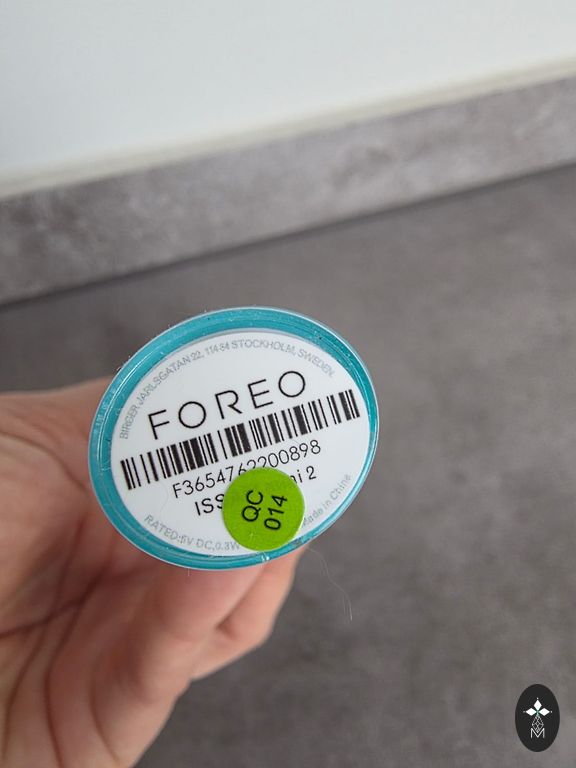 BIRGER JARLSGATAN 22, 114 34 STOCKHOLM, SWEDEN.
FOREO
F3654762200898
ISS ni 2
QC
014
RATED:5V DC,0.3W
Made in China
M